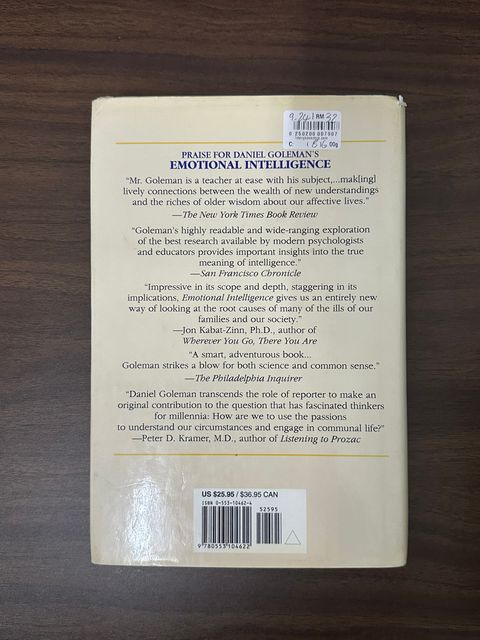 RM 37
9 250200 007907
C:
00g
PRAISE FOR DANIEL GOLEMAN'S
EMOTIONAL INTELLIGENCE
"Mr. Goleman is a teacher at ease with his subject,...mak[ing]
lively connections between the wealth of new understandings
and the riches of older wisdom about our affective lives."
—The New York Times Book Review
"Goleman's highly readable and wide-ranging exploration
of the best research available by modern psychologists
and educators provides important insights into the true
meaning of intelligence."
—San Francisco Chronicle
"Impressive in its scope and depth, staggering in its
implications, Emotional Intelligence gives us an entirely new
way of looking at the root causes of many of the ills of our
families and our society."
—Jon Kabat-Zinn, Ph.D., author of
Wherever You Go, There You Are
"A smart, adventurous book...
Goleman strikes a blow for both science and common sense."
—The Philadelphia Inquirer
"Daniel Goleman transcends the role of reporter to make an
original contribution to the question that has fascinated thinkers
for millennia: How are we to use the passions
to understand our circumstances and engage in communal life?"
—Peter D. Kramer, M.D., author of Listening to Prozac
US $25.95 / $36.95 CAN
ISBN 0-553-10462-4
52595
9 780553 104622